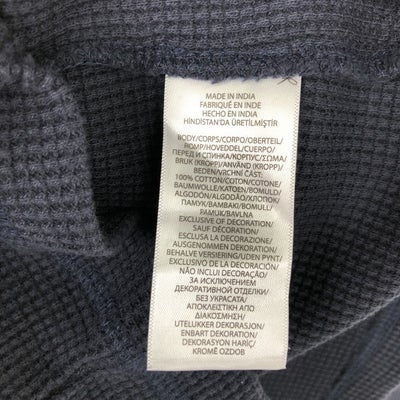 MADE IN INDIA
FABRIQUÉ EN INDE
HECHO EN INDIA
HİNDİSTAN'DA ÜRETİLMİŞTİR
BODY/CORPS/CORPO/OBERTEIL/
ROMP/HOVEDDEL/CUERPO/
ПЕРЕД И СПИНКА/КОРПУС/ΣΩΜΑ/
BRUK (KROPP)/ANVÄND (KROPP)/
BEDEN/VRCHNÍ ČÁST:
100% COTTON/COTON/COTONE/
BAUMWOLLE/KATOEN/BOMULD/
ALGODÓN/ALGODÃO/ХЛОПОК/
ΠΑΜΥΚ/ΒΑΜΒΑΚΙ/BOMULL/
PAMUK/BAVLNA
EXCLUSIVE OF DECORATION/
SAUF DÉCORATION/
ESCLUSA LA DECORAZIONE/
AUSGENOMMEN DEKORATION/
BEHALVE VERSIERING/UDEN PYNT/
EXCLUSIVO DE LA DECORACIÓN/
NÃO INCLUI DECORAÇÃO/
ЗА ИСКЛЮЧЕНИЕМ
ДЕКОРАТИВНОЙ ОТДЕЛКИ/
БЕЗ УКРАСАТА/
ΑΠΟΚΛΕΙΣΤΙΚΗ ΑΠΟ
ΔΙΑΚΟΣΜΗΣΗ/
UTELUKKER DEKORASJON/
ENBART DEKORATION/
DEKORASYON HARİÇ/
KROMĚ OZDOB